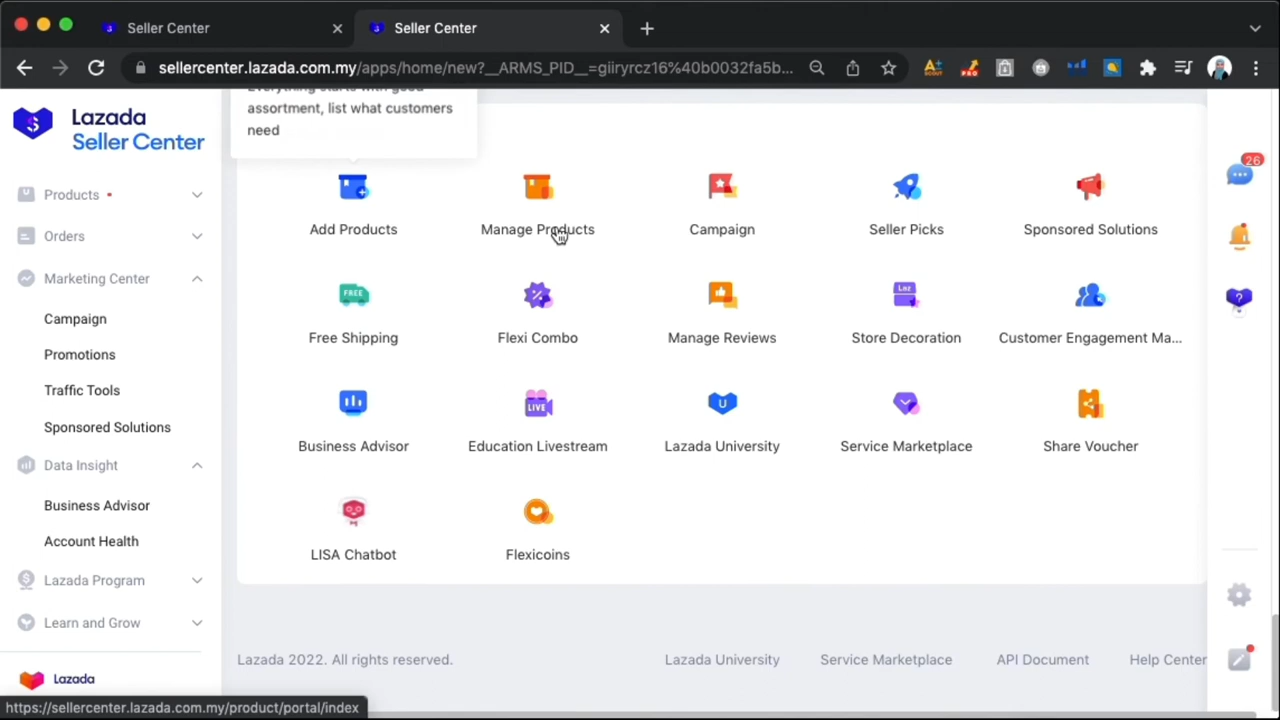 Seller Center
Seller Center
sellercenter.lazada.com.my/apps/home/new?__ARMS_PID__=giiryrcz16%40b0032fa5b...
Lazada
Seller Center
Products
Orders
Marketing Center
Campaign
Promotions
Traffic Tools
Sponsored Solutions
Data Insight
Business Advisor
Account Health
Lazada Program
Learn and Grow
Lazada
Everything starts with good
assortment, list what customers
need
Add Products
Manage Products
Campaign
Seller Picks
Sponsored Solutions
FREE
Free Shipping
Flexi Combo
Manage Reviews
Laz
Store Decoration
Customer Engagement Ma...
Business Advisor
LIVE
Education Livestream
U
Lazada University
Service Marketplace
Share Voucher
LISA Chatbot
Flexicoins
26
Lazada 2022. All rights reserved.
Lazada University
Service Marketplace
API Document
Help Center
https://sellercenter.lazada.com.my/product/portal/index